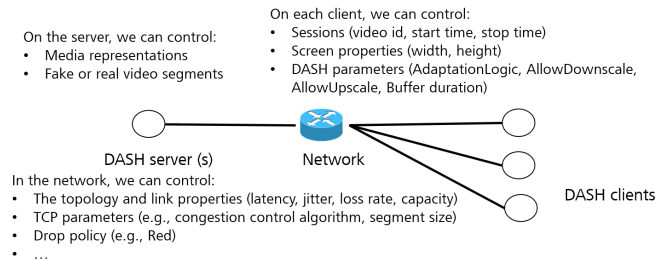 On the server, we can control:
• Media representations
• Fake or real video segments
On each client, we can control:
• Sessions (video id, start time, stop time)
• Screen properties (width, height)
• DASH parameters (AdaptationLogic, AllowDownscale,
AllowUpscale, Buffer duration)
DASH server (s)
Network
DASH clients
In the network, we can control:
• The topology and link properties (latency, jitter, loss rate, capacity)
• TCP parameters (e.g., congestion control algorithm, segment size)
• Drop policy (e.g., Red)
• ...